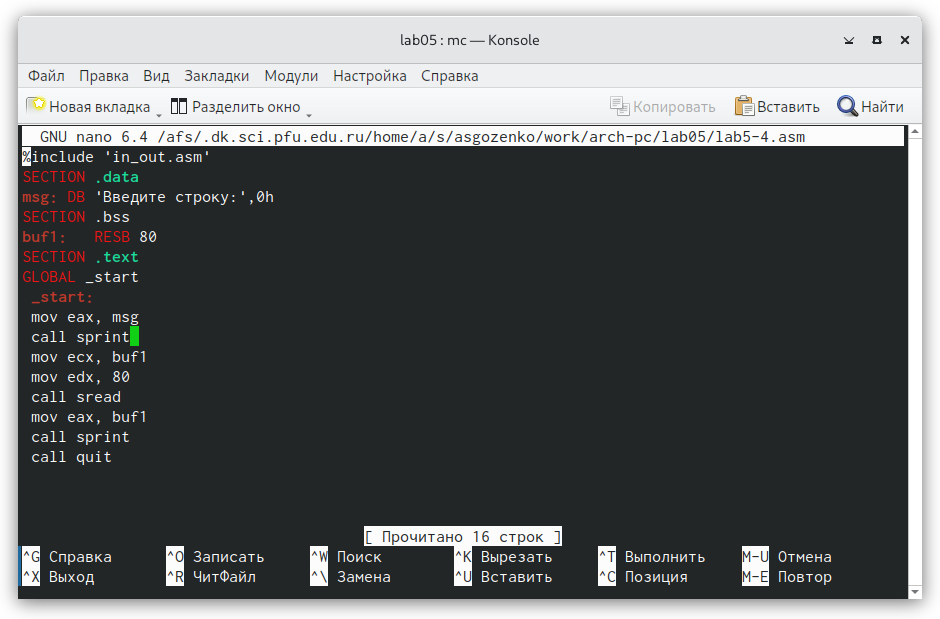 lab05 : mc — Konsole
Файл Правка Вид Закладки Модули Настройка Справка
Новая вкладка Разделить окно Копировать Вставить Найти
GNU nano 6.4 /afs/.dk.sci.pfu.edu.ru/home/a/s/asgozenko/work/arch-pc/lab05/lab5-4.asm
%include 'in_out.asm'
SECTION .data
msg: DB 'Введите строку:',0h
SECTION .bss
buf1: RESB 80
SECTION .text
GLOBAL _start
_start:
mov eax, msg
call sprint
mov ecx, buf1
mov edx, 80
call sread
mov eax, buf1
call sprint
call quit
[ Прочитано 16 строк ]
^G Справка ^O Записать ^W Поиск ^K Вырезать ^T Выполнить M-U Отмена
^X Выход ^R ЧитФайл ^\ Замена ^U Вставить ^C Позиция M-E Повтор